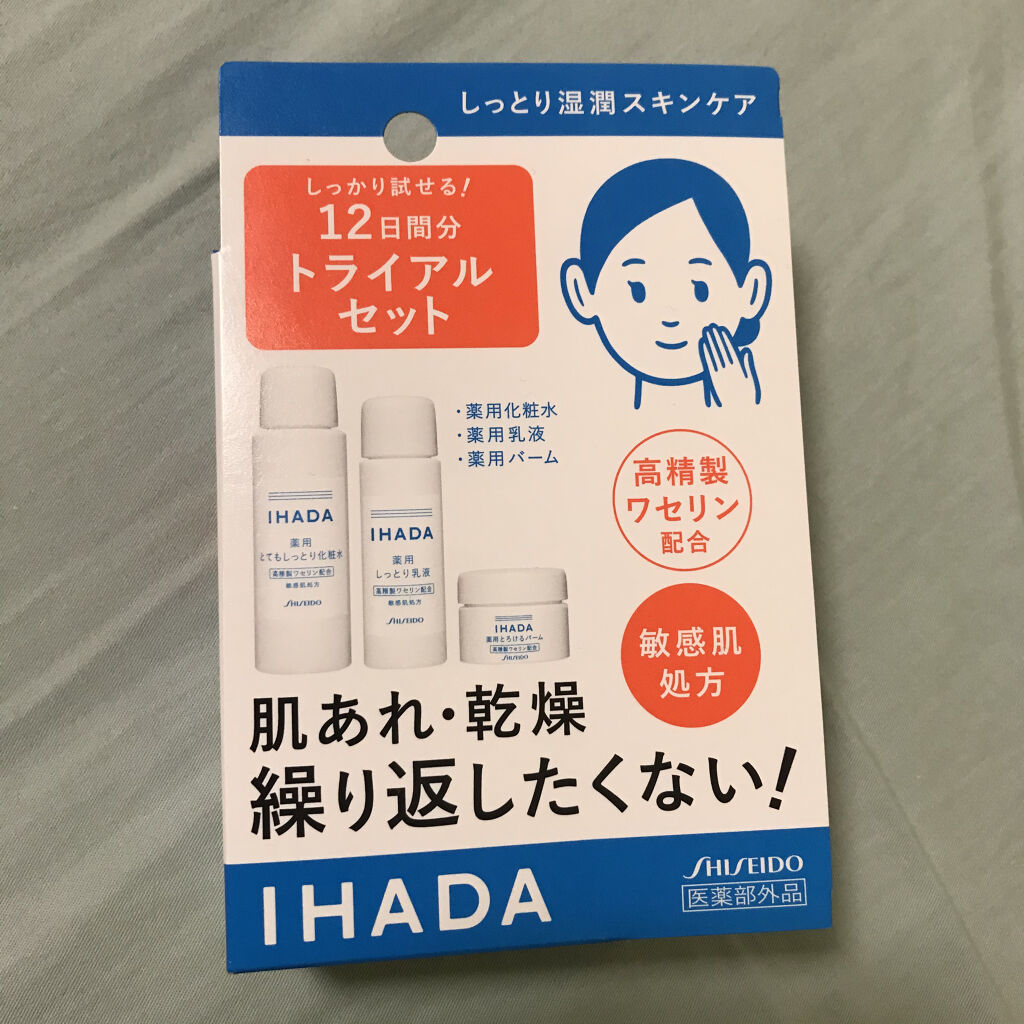 しっとり湿潤スキンケア
しっかり試せる!
12日間分
トライアル
セット
・薬用化粧水
・薬用乳液
・薬用バーム
高精製
ワセリン
配合
敏感肌
処方
IHADA
薬用
とてもしっとり化粧水
高精製ワセリン配合
敏感肌処方
SHISEIDO
IHADA
薬用
しっとり乳液
高精製ワセリン配合
敏感肌処方
SHISEIDO
IHADA
薬用とろけるバーム
高精製ワセリン配合
SHISEIDO
肌あれ・乾燥
繰り返したくない!
IHADA
SHISEIDO
医薬部外品